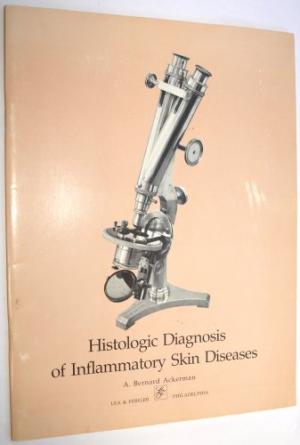 Histologic Diagnosis
of Inflammatory Skin Diseases
A. Bernard Ackerman
LEA & FEBIGER PHILADELPHIA